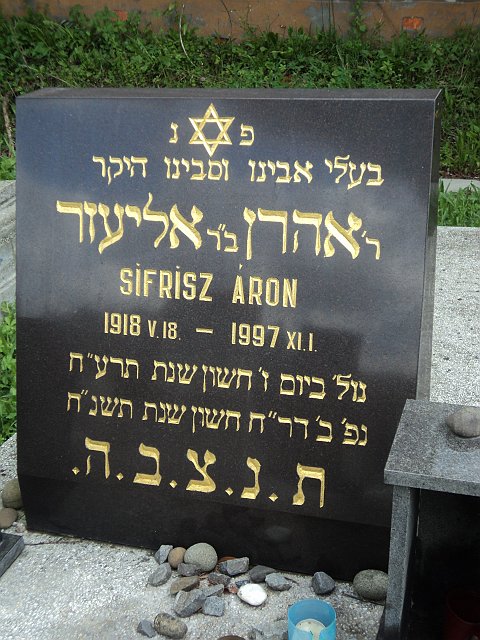 פ נ
בעלי אבינו וסבינו היקר
ר׳ אהרן ב״ר אליעזר
SIFRISZ ÁRON
1918 V. 18. – 1997 XI. 1.
נול׳ ביום ז׳ חשון שנת תרע״ח
נפ׳ ב׳ דר״ח חשון שנת תשנ״ח
ת.נ.צ.ב.ה.